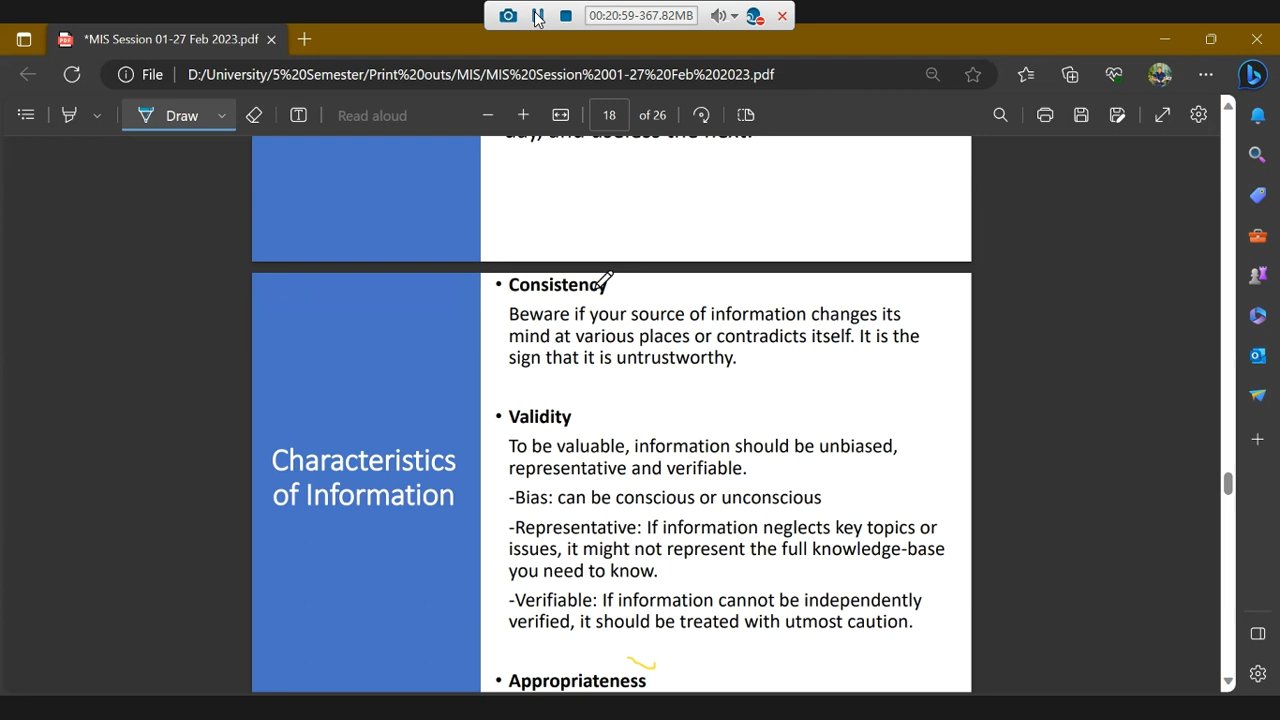 00:20:59-367.82MB
*MIS Session 01-27 Feb 2023.pdf
File D:/University/5%20Semester/Print%20outs/MIS/MIS%20Session%2001-27%20Feb%202023.pdf
Draw Read aloud 18 of 26
day, and useless the next.
Characteristics
of Information
• Consistency
Beware if your source of information changes its
mind at various places or contradicts itself. It is the
sign that it is untrustworthy.
• Validity
To be valuable, information should be unbiased,
representative and verifiable.
-Bias: can be conscious or unconscious
-Representative: If information neglects key topics or
issues, it might not represent the full knowledge-base
you need to know.
-Verifiable: If information cannot be independently
verified, it should be treated with utmost caution.
• Appropriateness